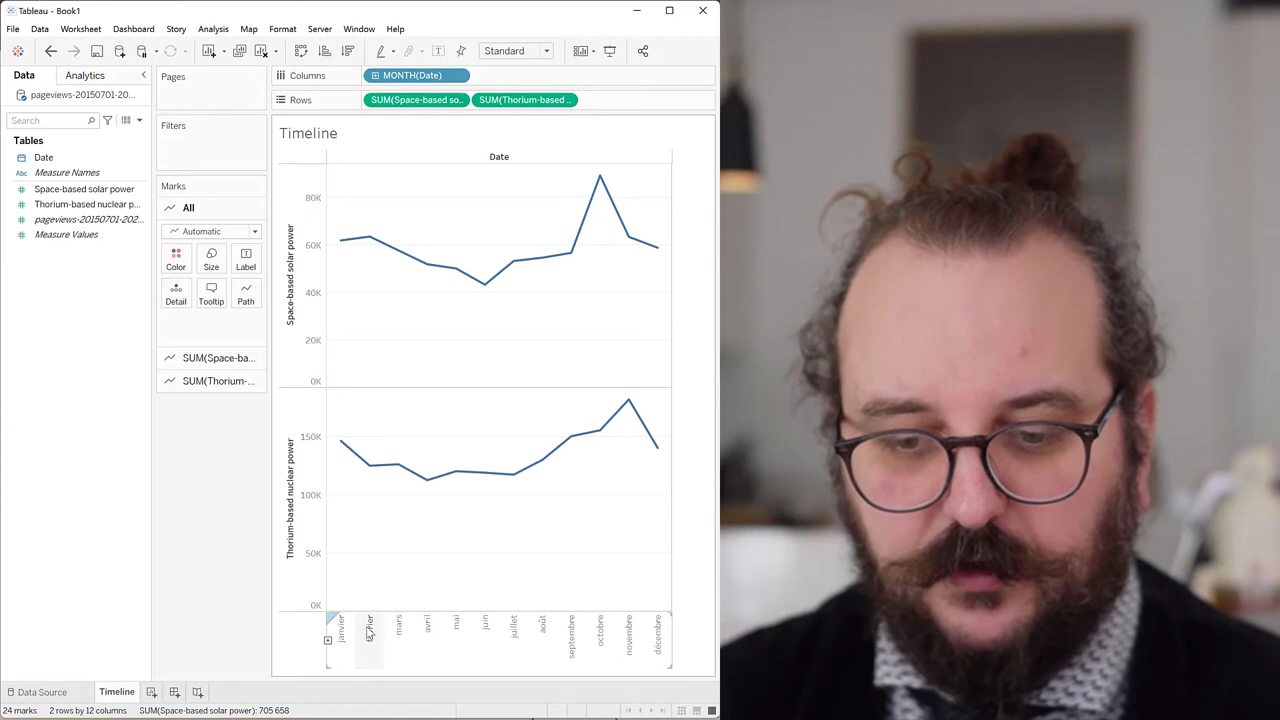 Tableau - Book1
File Data Worksheet Dashboard Story Analysis Map Format Server Window Help
Standard
Data Analytics
pageviews-20150701-20...
Search
Tables
Date
Abc Measure Names
Space-based solar power
Thorium-based nuclear p...
pageviews-20150701-202...
Measure Values
Pages
Filters
Marks
All
Automatic
Color Size Label
Detail Tooltip Path
SUM(Space-ba...
SUM(Thorium-...
Columns MONTH(Date)
Rows SUM(Space-based so.. SUM(Thorium-based ..
Timeline
Date
Space-based solar power
80K
60K
40K
20K
0K
Thorium-based nuclear power
150K
100K
50K
0K
janvier mars avril mai juin juillet août septembre octobre novembre décembre
Data Source Timeline
24 marks 2 rows by 12 columns SUM(Space-based solar power): 705 658